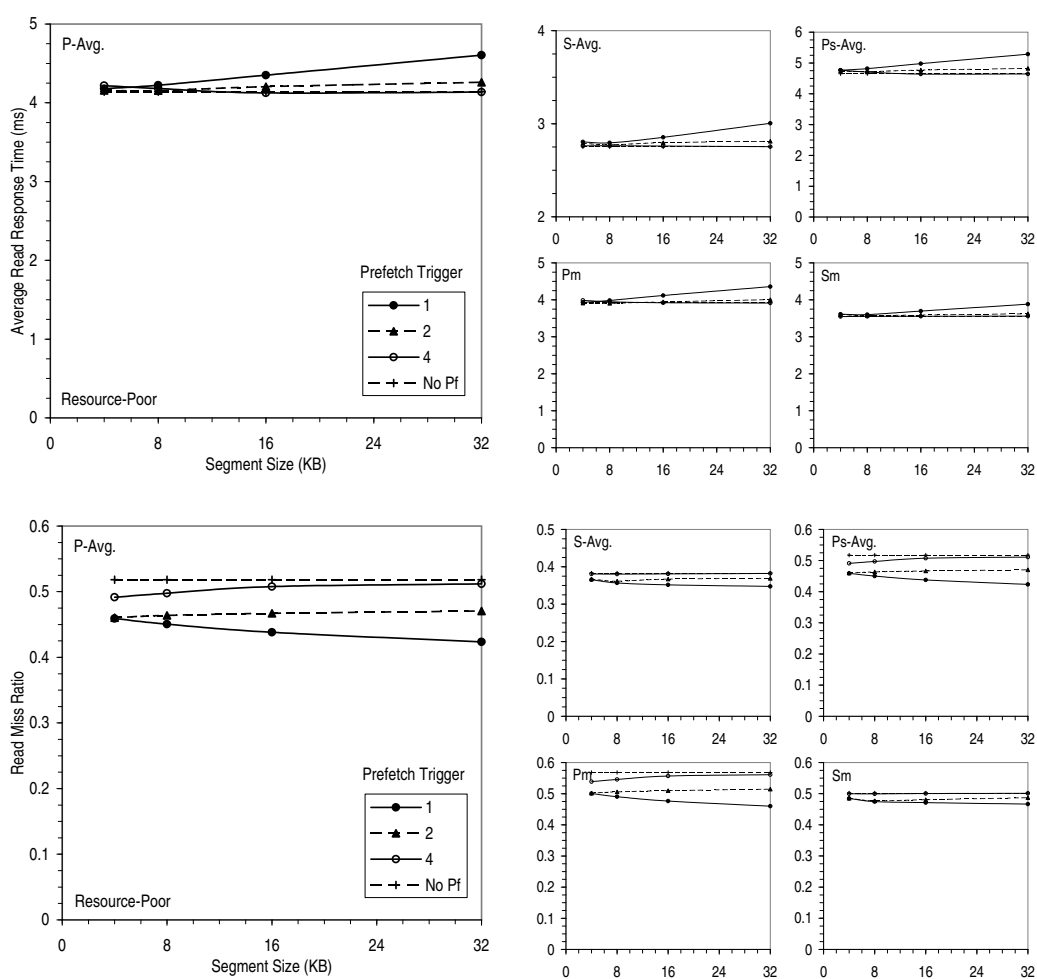 P-Avg.
5
4
3
2
1
0
Average Read Response Time (ms)
Prefetch Trigger
1
2
4
No Pf
Resource-Poor
0 8 16 24 32
Segment Size (KB)
S-Avg.
4
3
2
0 8 16 24 32
Ps-Avg.
6
5
4
3
2
1
0
0 8 16 24 32
Pm
5
4
3
2
1
0
0 8 16 24 32
Sm
5
4
3
2
1
0
0 8 16 24 32
P-Avg.
0.6
0.5
0.4
0.3
0.2
0.1
0
Read Miss Ratio
Prefetch Trigger
1
2
4
No Pf
Resource-Poor
0 8 16 24 32
Segment Size (KB)
S-Avg.
0.5
0.4
0.3
0.2
0.1
0
0 8 16 24 32
Ps-Avg.
0.6
0.5
0.4
0.3
0.2
0.1
0
0 8 16 24 32
Pm
0.6
0.5
0.4
0.3
0.2
0.1
0
0 8 16 24 32
Sm
0.6
0.5
0.4
0.3
0.2
0.1
0
0 8 16 24 32